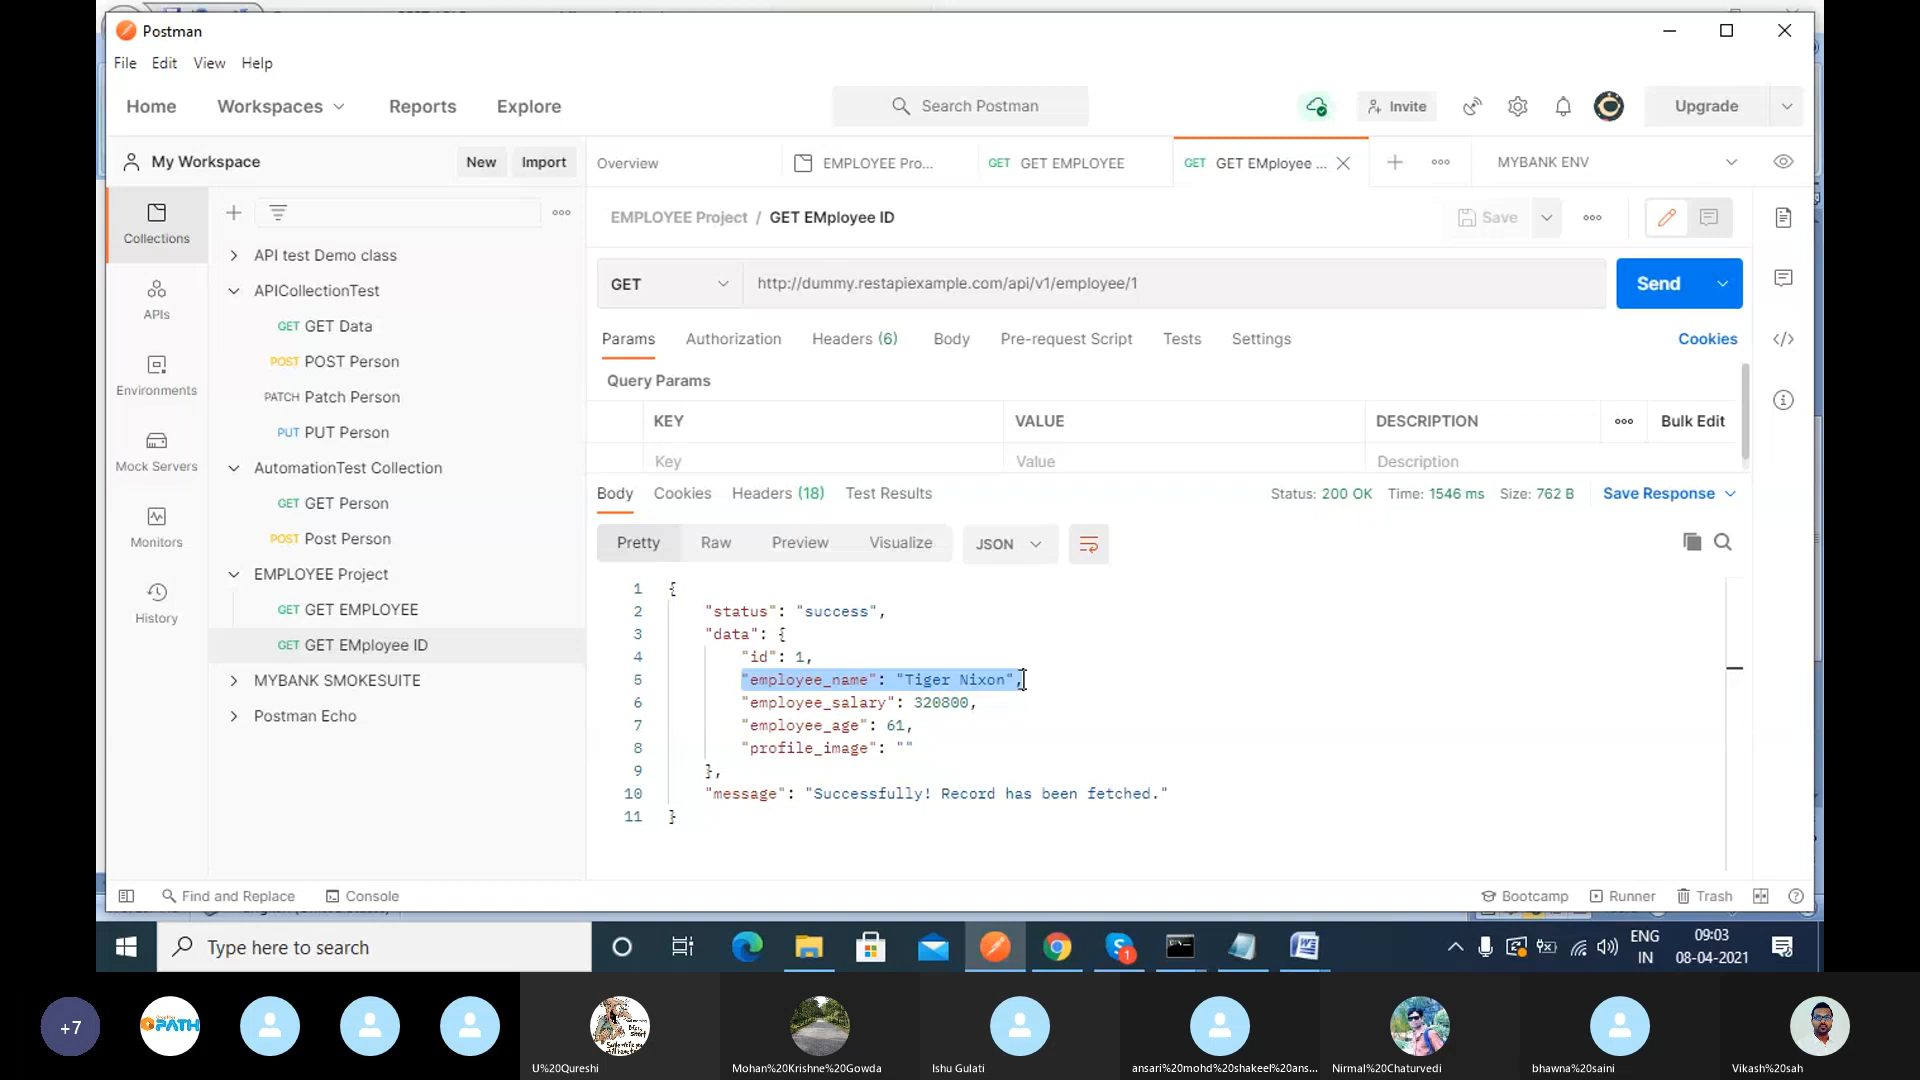 Postman
File Edit View Help
Home Workspaces Reports Explore Search Postman Invite Upgrade
My Workspace New Import Overview EMPLOYEE Pro... GET GET EMPLOYEE GET GET EMployee ... MYBANK ENV
Collections
APIs
Environments
Mock Servers
Monitors
History
API test Demo class
APICollectionTest
GET GET Data
POST POST Person
PATCH Patch Person
PUT PUT Person
AutomationTest Collection
GET GET Person
POST Post Person
EMPLOYEE Project
GET GET EMPLOYEE
GET GET EMployee ID
MYBANK SMOKESUITE
Postman Echo
EMPLOYEE Project / GET EMployee ID Save
GET http://dummy.restapiexample.com/api/v1/employee/1 Send
Params Authorization Headers (6) Body Pre-request Script Tests Settings Cookies
Query Params
KEY VALUE DESCRIPTION Bulk Edit
Key Value Description
Body Cookies Headers (18) Test Results Status: 200 OK Time: 1546 ms Size: 762 B Save Response
Pretty Raw Preview Visualize JSON
1 {
2 "status": "success",
3 "data": {
4 "id": 1,
5 "employee_name": "Tiger Nixon",
6 "employee_salary": 320800,
7 "employee_age": 61,
8 "profile_image": ""
9 },
10 "message": "Successfully! Record has been fetched."
11 }
Find and Replace Console Bootcamp Runner Trash
Type here to search ENG 09:03
IN 08-04-2021
+7
PATH
U%20Qureshi Mohan%20Krishne%20Gowda Ishu Gulati ansari%20mohd%20shakeel%20ans... Nirmal%20Chaturvedi bhawna%20saini Vikash%20sah